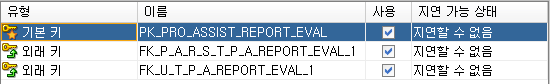 유형 이름 사용 지연 가능 상태
기본 키 PK_PRO_ASSIST_REPORT_EVAL 지연할 수 없음
외래 키 FK_P_A_R_S_T_P_A_REPORT_EVAL_1 지연할 수 없음
외래 키 FK_U_T_P_A_REPORT_EVAL_1 지연할 수 없음